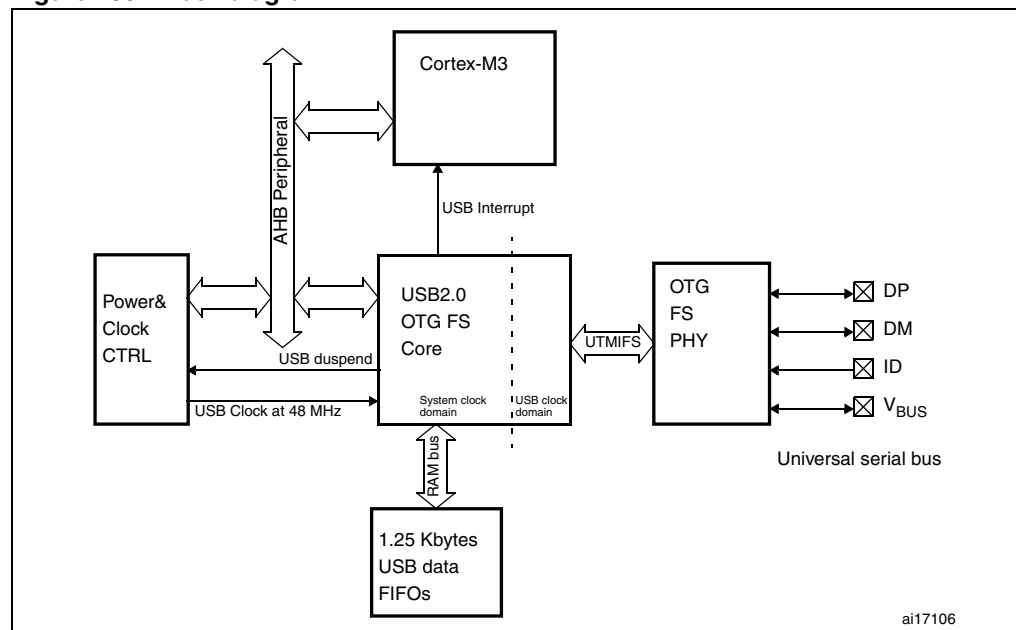 Cortex-M3
AHB Peripheral
USB Interrupt
Power&
Clock
CTRL
USB2.0
OTG FS
Core
OTG
FS
PHY
DP
DM
ID
VBUS
UTMIFS
USB duspend
USB Clock at 48 MHz
System clock
domain
USB clock
domain
Universal serial bus
RAM bus
1.25 Kbytes
USB data
FIFOs
ai17106